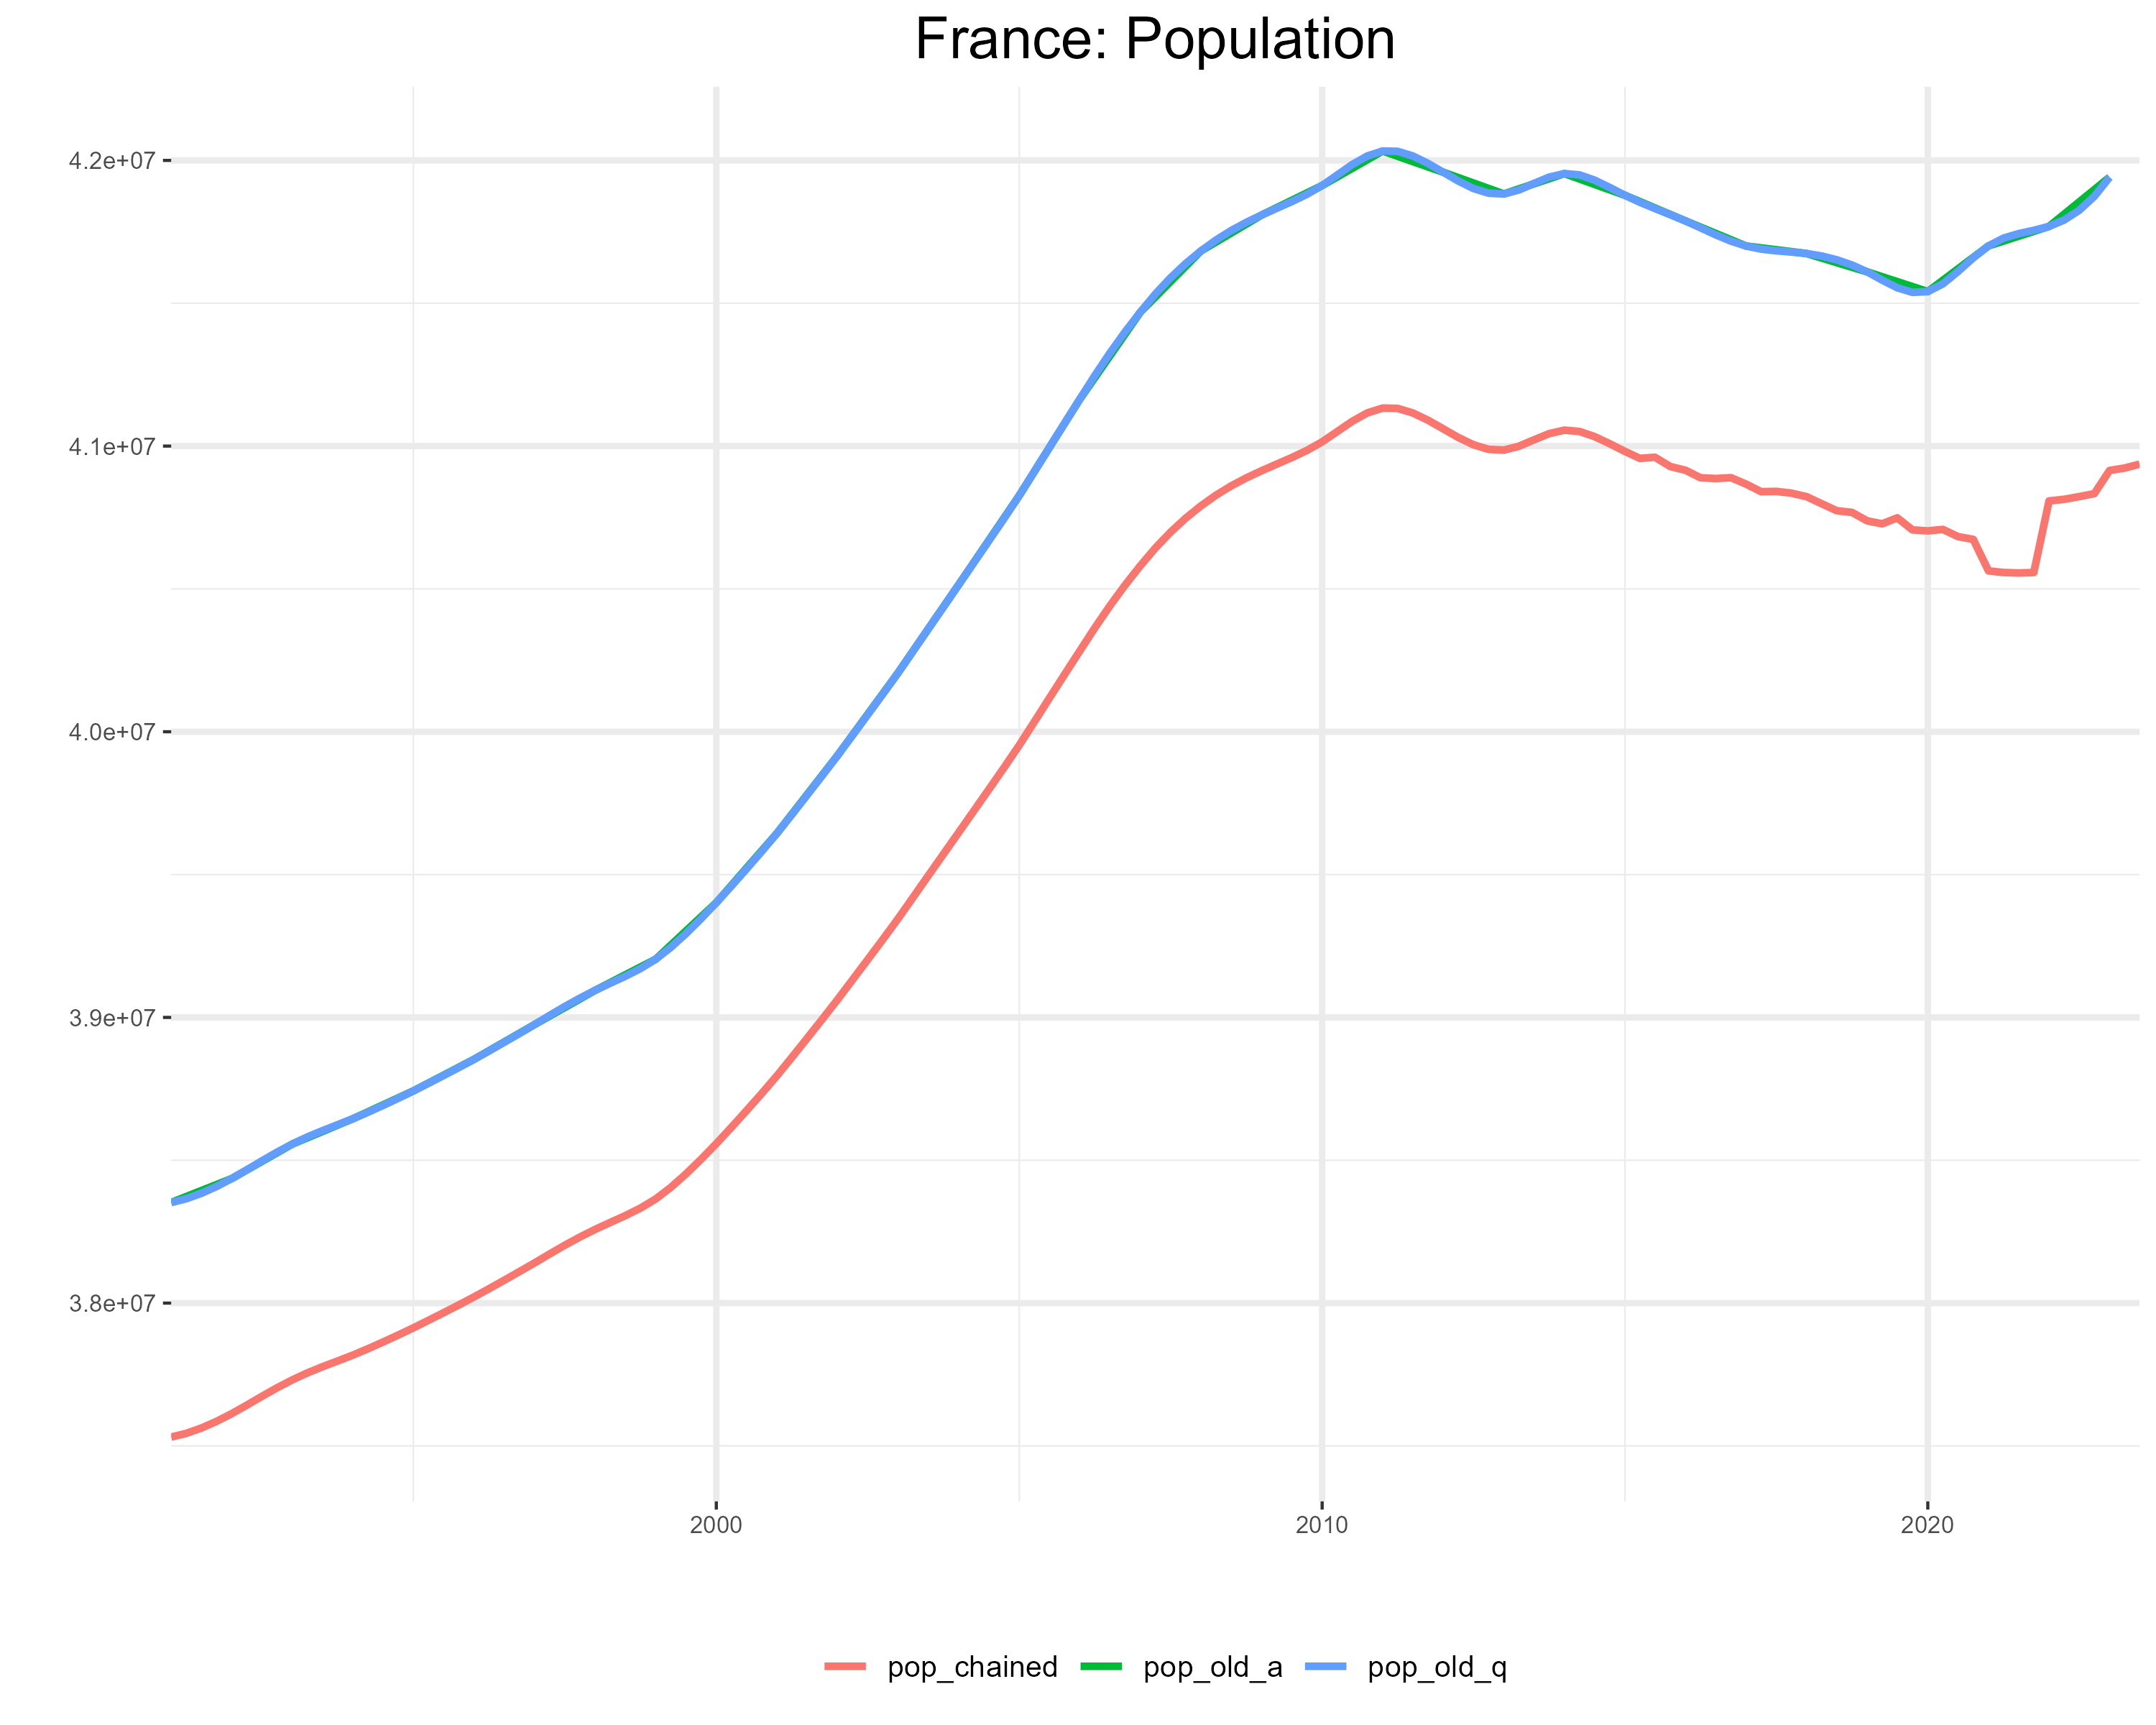 France: Population
4.2e+07
4.1e+07
4.0e+07
3.9e+07
3.8e+07
2000 2010 2020
pop_chained pop_old_a pop_old_q